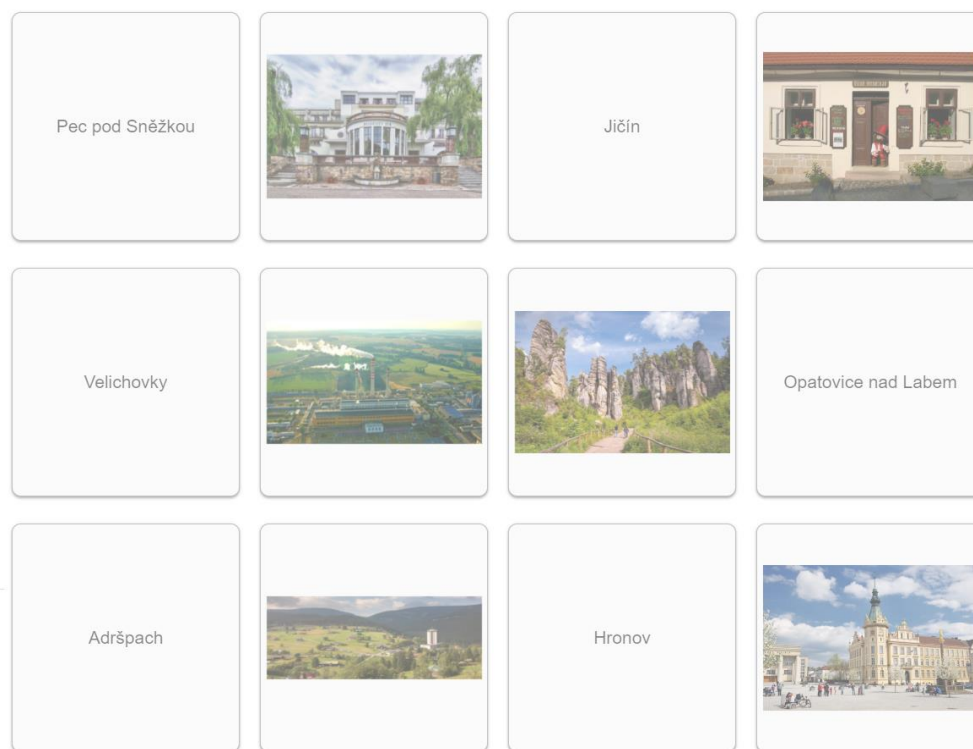 Pec pod Sněžkou
Jičín
Velichovky
Opatovice nad Labem
Adršpach
Hronov